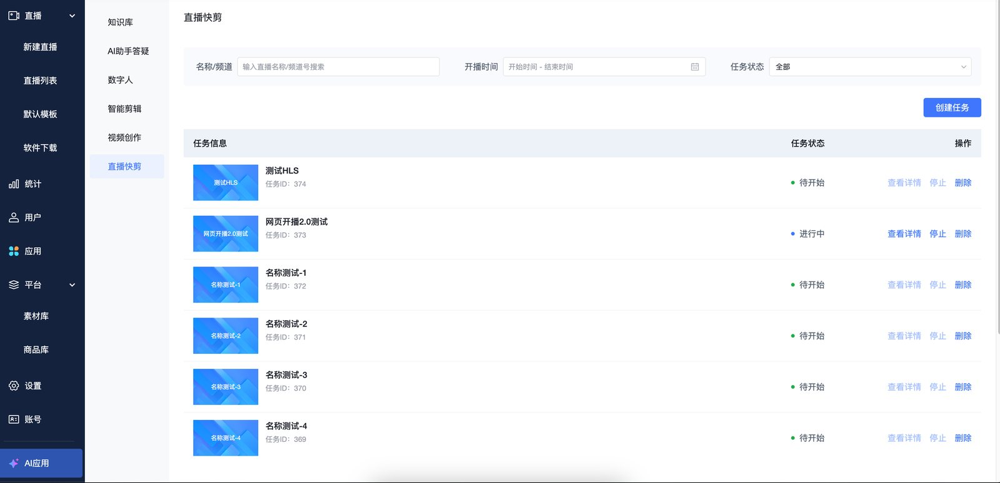 直播
新建直播
直播列表
默认模板
软件下载
统计
用户
应用
平台
素材库
商品库
设置
账号
AI应用
知识库
AI助手答疑
数字人
智能剪辑
视频创作
直播快剪
直播快剪
名称/频道 输入直播名称/频道号搜索 开播时间 开始时间 - 结束时间 任务状态 全部
创建任务
任务信息 任务状态 操作
测试HLS
测试HLS
任务ID：374
待开始 查看详情 停止 删除
网页开播2.0测试
网页开播2.0测试
任务ID：373
进行中 查看详情 停止 删除
名称测试-1
名称测试-1
任务ID：372
待开始 查看详情 停止 删除
名称测试-2
名称测试-2
任务ID：371
待开始 查看详情 停止 删除
名称测试-3
名称测试-3
任务ID：370
待开始 查看详情 停止 删除
名称测试-4
名称测试-4
任务ID：369
待开始 查看详情 停止 删除